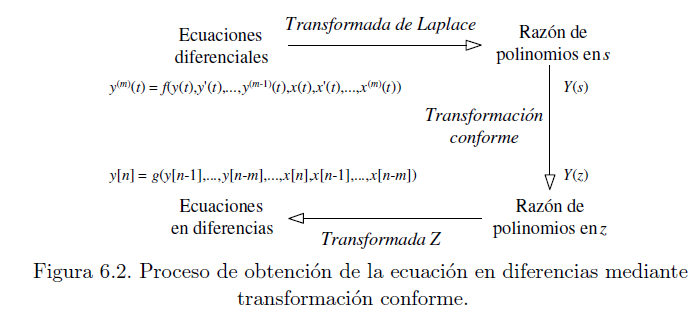 Ecuaciones
diferenciales
Transformada de Laplace
Razón de
polinomios en s
y(m)(t) = f(y(t),y'(t),...,y(m-1)(t),x(t),x'(t),...,x(m)(t))
Y(s)
Transformación
conforme
y[n] = g(y[n-1],...,y[n-m],...,x[n],x[n-1],...,x[n-m])
Y(z)
Ecuaciones
en diferencias
Transformada Z
Razón de
polinomios en z
Figura 6.2. Proceso de obtención de la ecuación en diferencias mediante
transformación conforme.